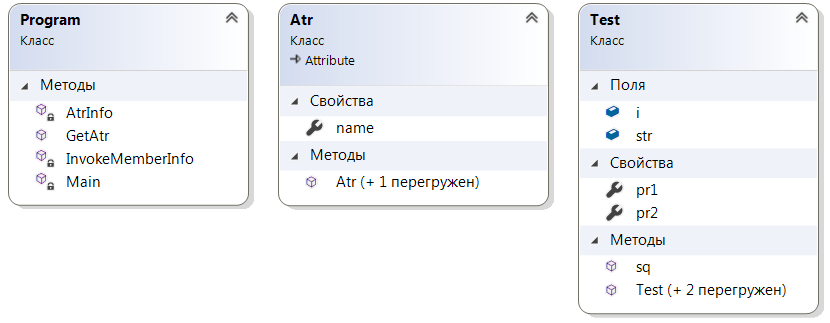 Program
Класс
Методы
AtrInfo
GetAtr
InvokeMemberInfo
Main
Atr
Класс
Attribute
Свойства
name
Методы
Atr (+ 1 перегружен)
Test
Класс
Поля
i
str
Свойства
pr1
pr2
Методы
sq
Test (+ 2 перегружен)